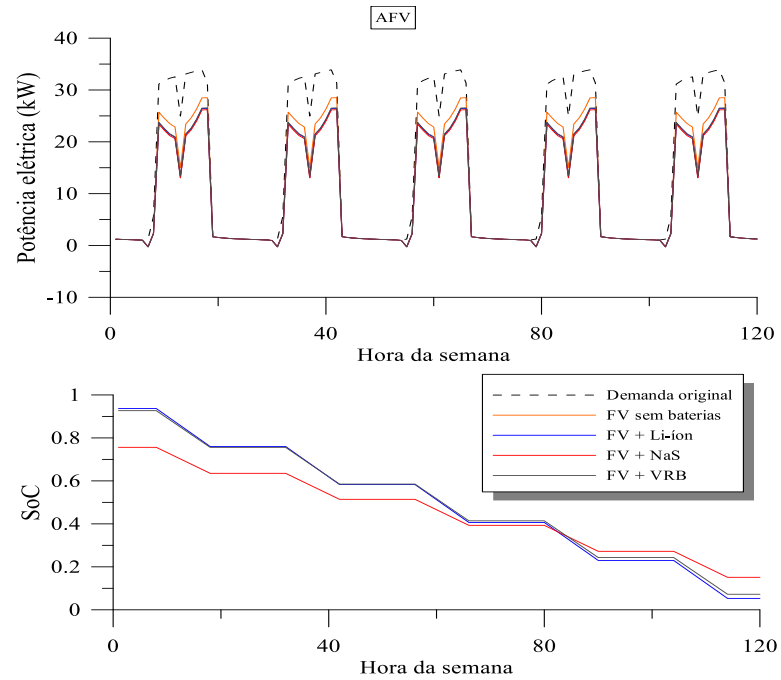 AFV
Potência elétrica (kW)
40
30
20
10
0
-10
0
40
80
120
Hora da semana
Demanda original
FV sem baterias
FV + Li-íon
FV + NaS
FV + VRB
SoC
1
0.8
0.6
0.4
0.2
0
0
40
80
120
Hora da semana